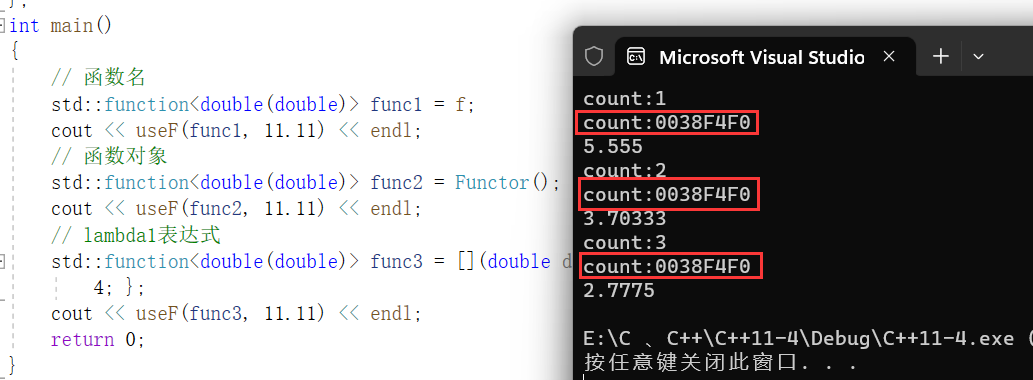 };
int main()
{
// 函数名
std::function<double(double)> func1 = f;
cout << useF(func1, 11.11) << endl;
// 函数对象
std::function<double(double)> func2 = Functor();
cout << useF(func2, 11.11) << endl;
// lambda1表达式
std::function<double(double)> func3 = [](double d
4; };
cout << useF(func3, 11.11) << endl;
return 0;
}
Microsoft Visual Studio
count:1
count:0038F4F0
5.555
count:2
count:0038F4F0
3.70333
count:3
count:0038F4F0
2.7775
E:\C 、C++\C++11-4\Debug\C++11-4.exe (
按任意键关闭此窗口. . .